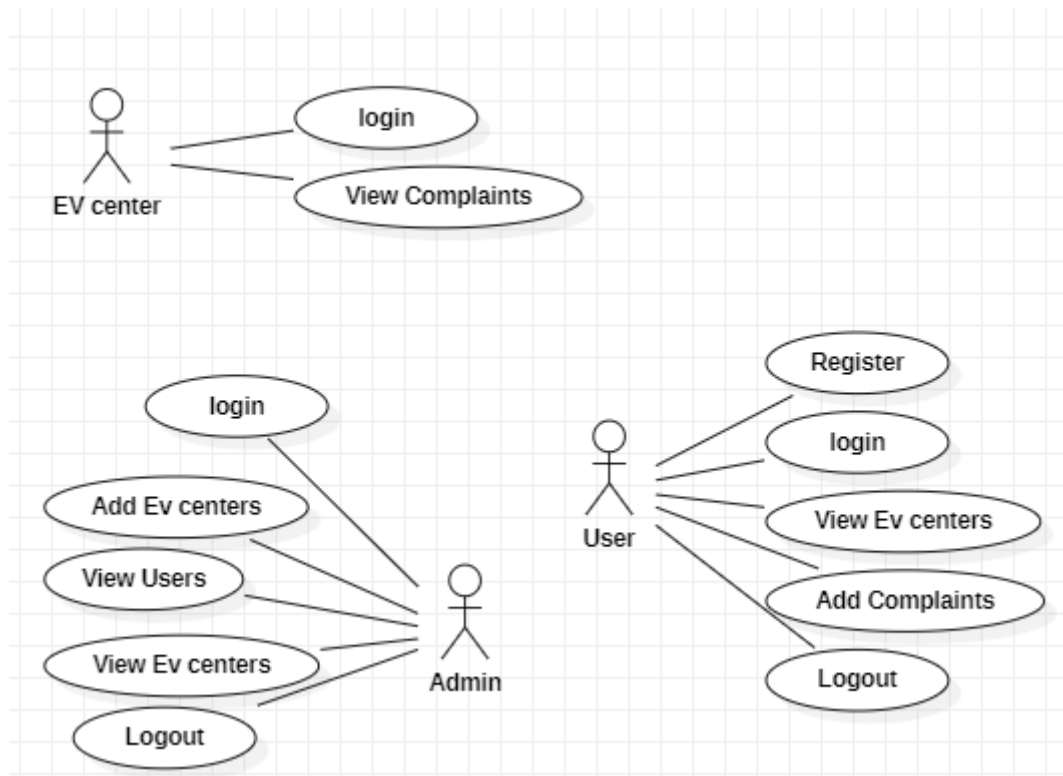 login
View Complaints
EV center
Register
login
login
Add Ev centers
View Ev centers
User
View Users
Add Complaints
View Ev centers
Admin
Logout
Logout